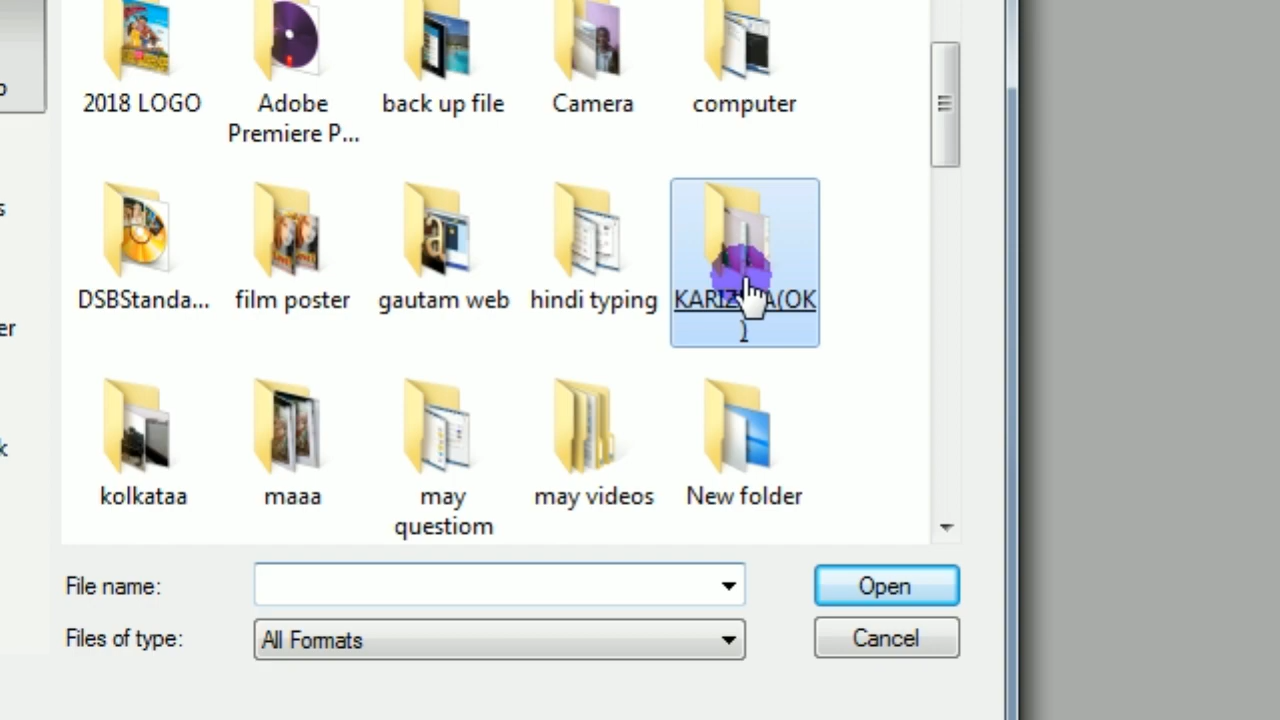 2018 LOGO
Adobe
Premiere P...
back up file
Camera
computer
DSBStanda...
film poster
gautam web
hindi typing
kolkataa
maaa
may
questiom
may videos
New folder
File name:
Open
Files of type:
All Formats
Cancel